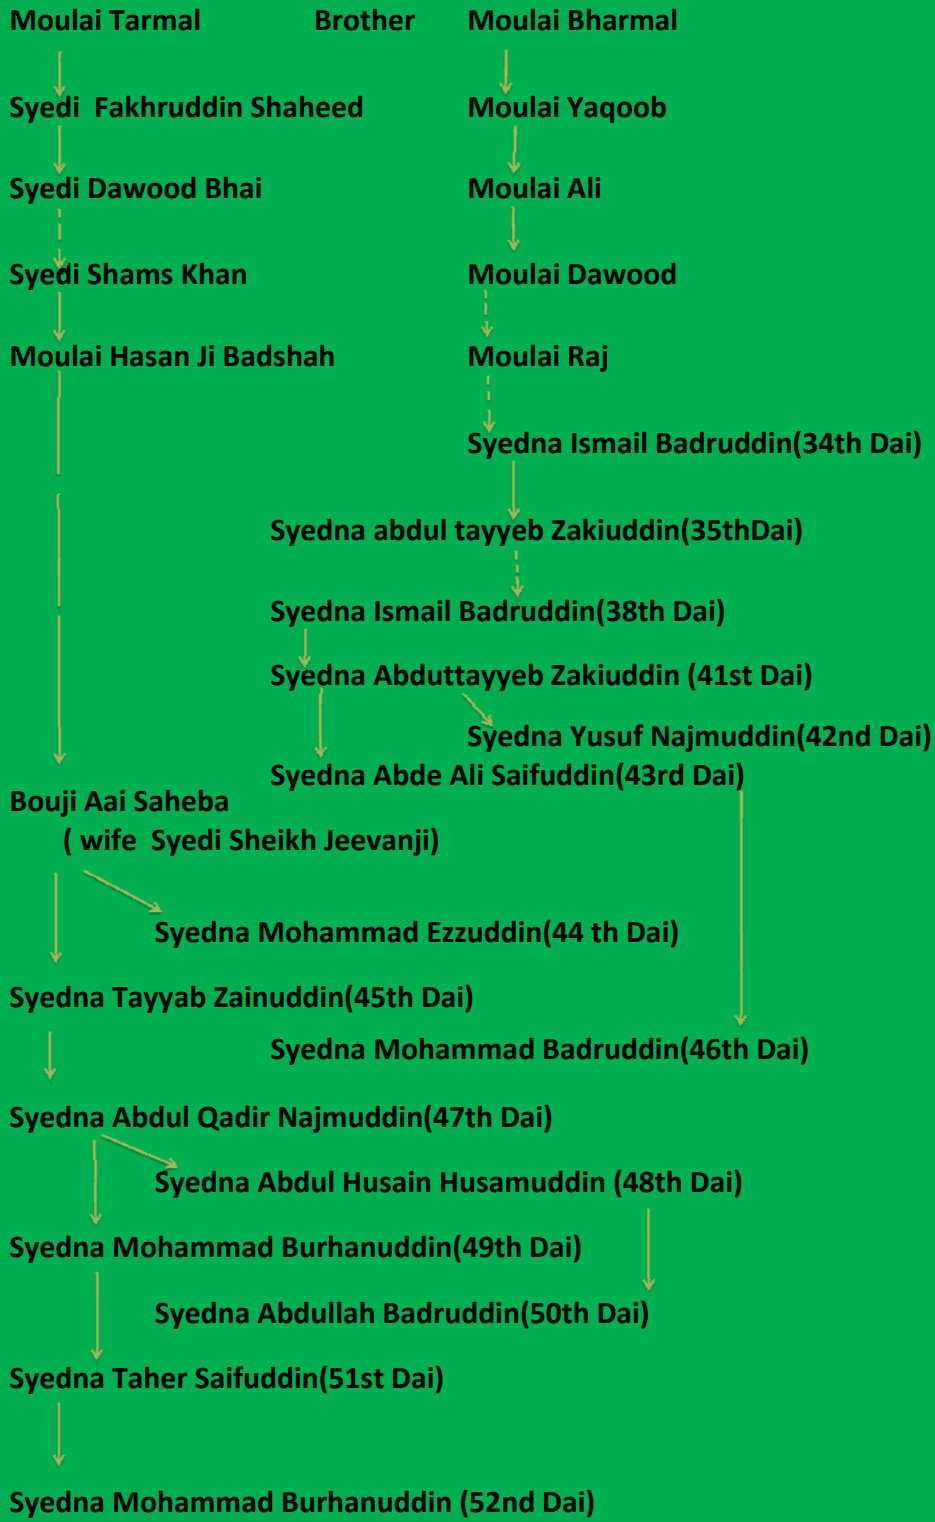 Moulai Tarmal Brother Moulai Bharmal
Syedi Fakhruddin Shaheed Moulai Yaqoob
Syedi Dawood Bhai Moulai Ali
Syedi Shams Khan Moulai Dawood
Moulai Hasan Ji Badshah Moulai Raj
Syedna Ismail Badruddin(34th Dai)
Syedna abdul tayyeb Zakiuddin(35thDai)
Syedna Ismail Badruddin(38th Dai)
Syedna Abduttayyeb Zakiuddin (41st Dai)
Syedna Yusuf Najmuddin(42nd Dai)
Syedna Abde Ali Saifuddin(43rd Dai)
Bouji Aai Saheba
( wife Syedi Sheikh Jeevanji)
Syedna Mohammad Ezzuddin(44 th Dai)
Syedna Tayyab Zainuddin(45th Dai)
Syedna Mohammad Badruddin(46th Dai)
Syedna Abdul Qadir Najmuddin(47th Dai)
Syedna Abdul Husain Husamuddin (48th Dai)
Syedna Mohammad Burhanuddin(49th Dai)
Syedna Abdullah Badruddin(50th Dai)
Syedna Taher Saifuddin(51st Dai)
Syedna Mohammad Burhanuddin (52nd Dai)